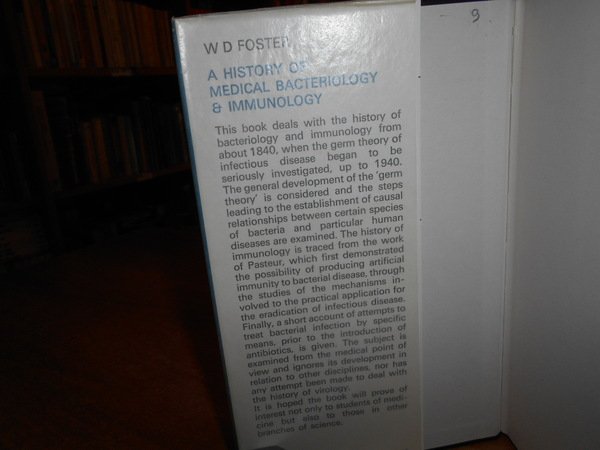 9
W D FOSTER
A HISTORY OF
MEDICAL BACTERIOLOGY
& IMMUNOLOGY
This book deals with the history of
bacteriology and immunology from
about 1840, when the germ theory of
infectious disease began to be
seriously investigated, up to 1940.
The general development of the 'germ
theory' is considered and the steps
leading to the establishment of causal
relationships between certain species
of bacteria and particular human
diseases are examined. The history of
immunology is traced from the work
of Pasteur, which first demonstrated
the possibility of producing artificial
immunity to bacterial disease, through
the studies of the mechanisms in-
volved to the practical application for
the eradication of infectious disease.
Finally, a short account of attempts to
treat bacterial infection by specific
means, prior to the introduction of
antibiotics, is given. The subject is
examined from the medical point of
view and ignores its development in
relation to other disciplines, nor has
any attempt been made to deal with
the history of virology.
It is hoped the book will prove of
interest not only to students of medi-
cine but also to those in other
branches of science.